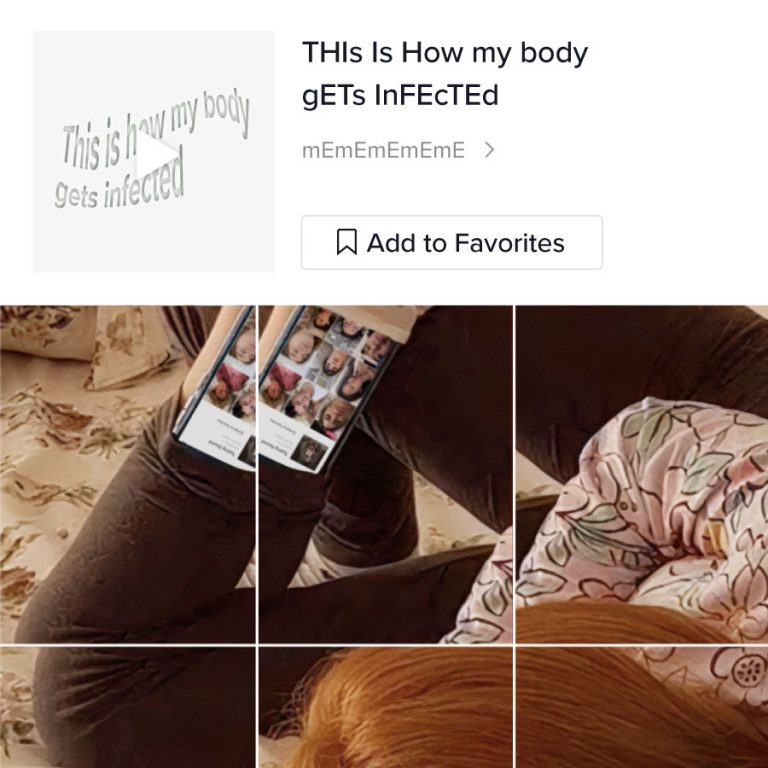 This is how my body
gets infected
THIs Is How my body
gETs InFEcTEd
mEmEmEmEmE
Add to Favorites